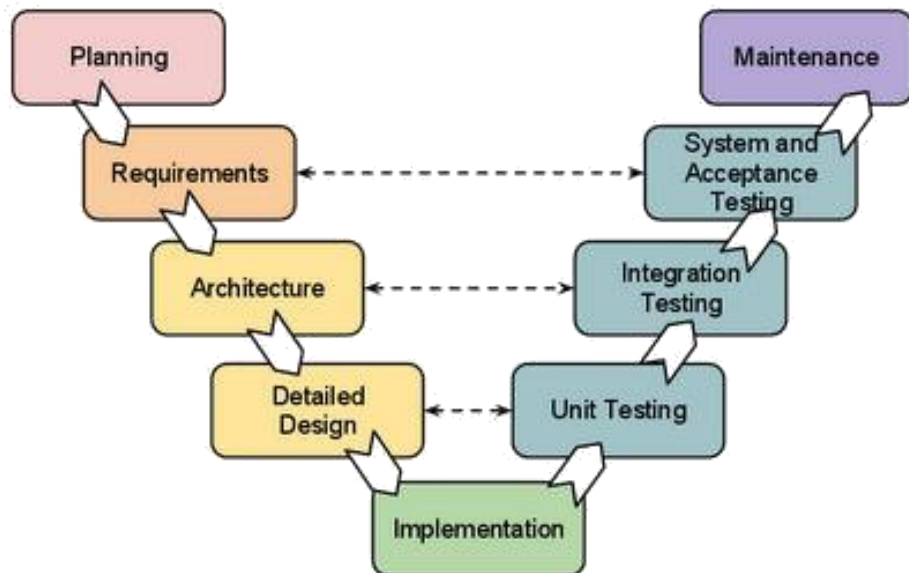 Planning
Maintenance
Requirements
System and
Acceptance
Testing
Architecture
Integration
Testing
Detailed
Design
Unit Testing
Implementation